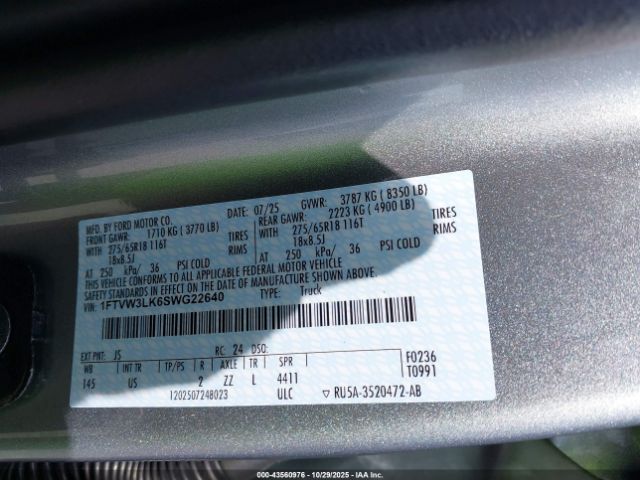 MFD. BY FORD MOTOR CO. DATE: 07/25 GVWR: 3787 KG ( 8350 LB)
FRONT GAWR: 1710 KG ( 3770 LB) REAR GAWR: 2223 KG ( 4900 LB)
WITH 275/65R18 116T TIRES WITH 275/65R18 116T TIRES
18x8.5J RIMS 18x8.5J RIMS
AT 250 kPa/ 36 PSI COLD AT 250 kPa/ 36 PSI COLD
THIS VEHICLE CONFORMS TO ALL APPLICABLE FEDERAL MOTOR VEHICLE SAFETY STANDARDS IN EFFECT ON THE DATE OF MANUFACTURE SHOWN ABOVE.
VIN: 1FTVW3LK6SWG22640 TYPE: Truck
EXT PNT: JS RC: 24 DSO:
WB INT TR TP/PS R AXLE TR SPR F0236
145 US 2 ZZ L 4411 T0991
1202507248023 ULC ▽ RU5A-3520472-AB
© -43560976 | 10/29/2025 - COPYRIGHT IAA, LLC